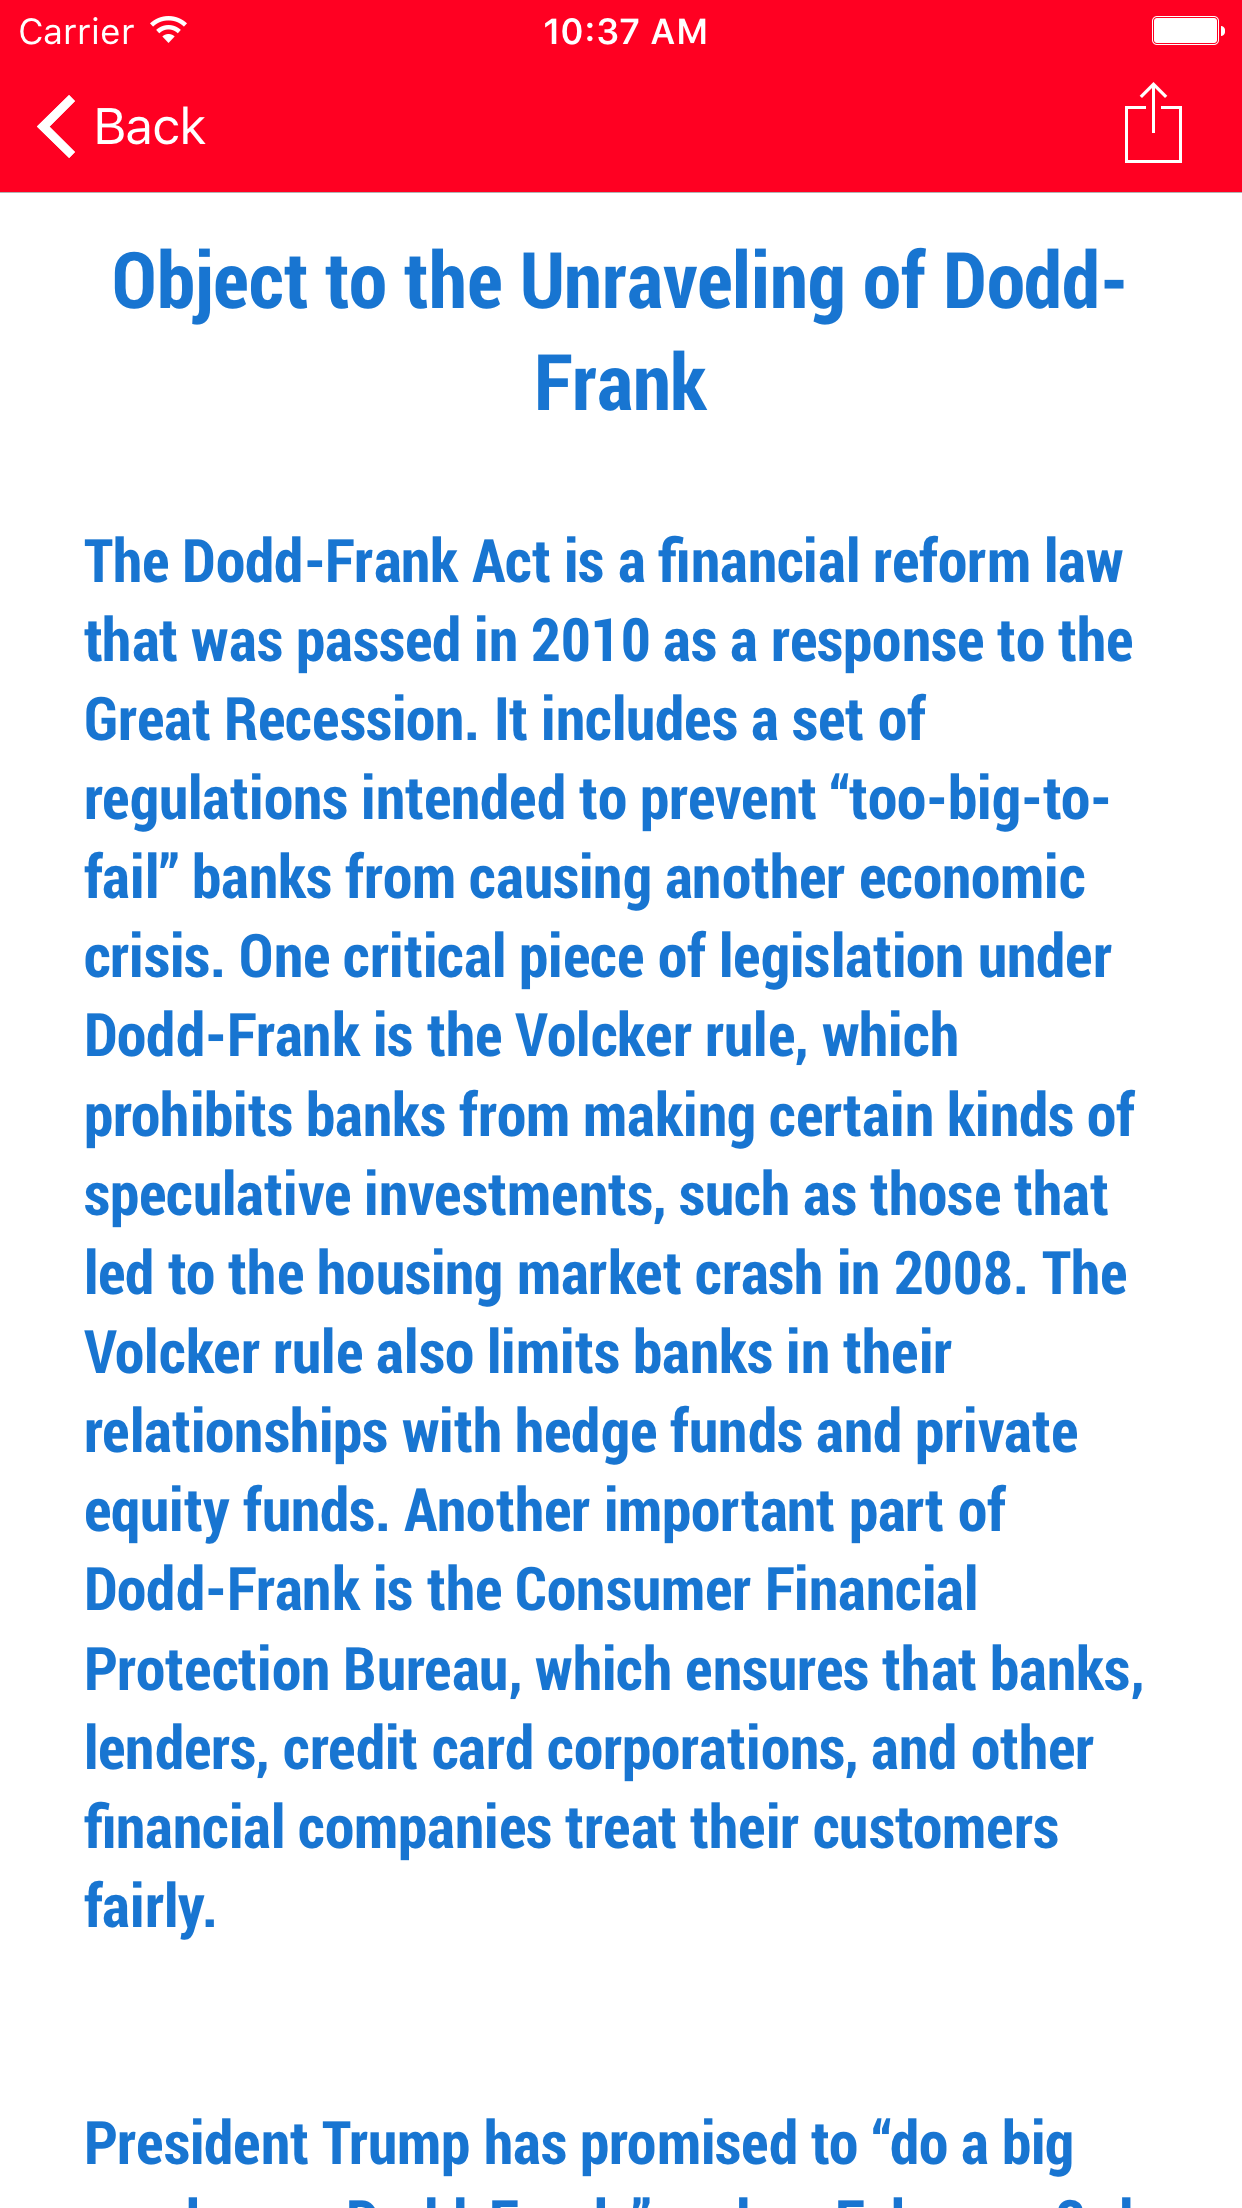 Carrier
10:37 AM
Back
Object to the Unraveling of Dodd-
Frank
The Dodd-Frank Act is a financial reform law
that was passed in 2010 as a response to the
Great Recession. It includes a set of
regulations intended to prevent “too-big-to-
fail” banks from causing another economic
crisis. One critical piece of legislation under
Dodd-Frank is the Volcker rule, which
prohibits banks from making certain kinds of
speculative investments, such as those that
led to the housing market crash in 2008. The
Volcker rule also limits banks in their
relationships with hedge funds and private
equity funds. Another important part of
Dodd-Frank is the Consumer Financial
Protection Bureau, which ensures that banks,
lenders, credit card corporations, and other
financial companies treat their customers
fairly.
President Trump has promised to “do a big